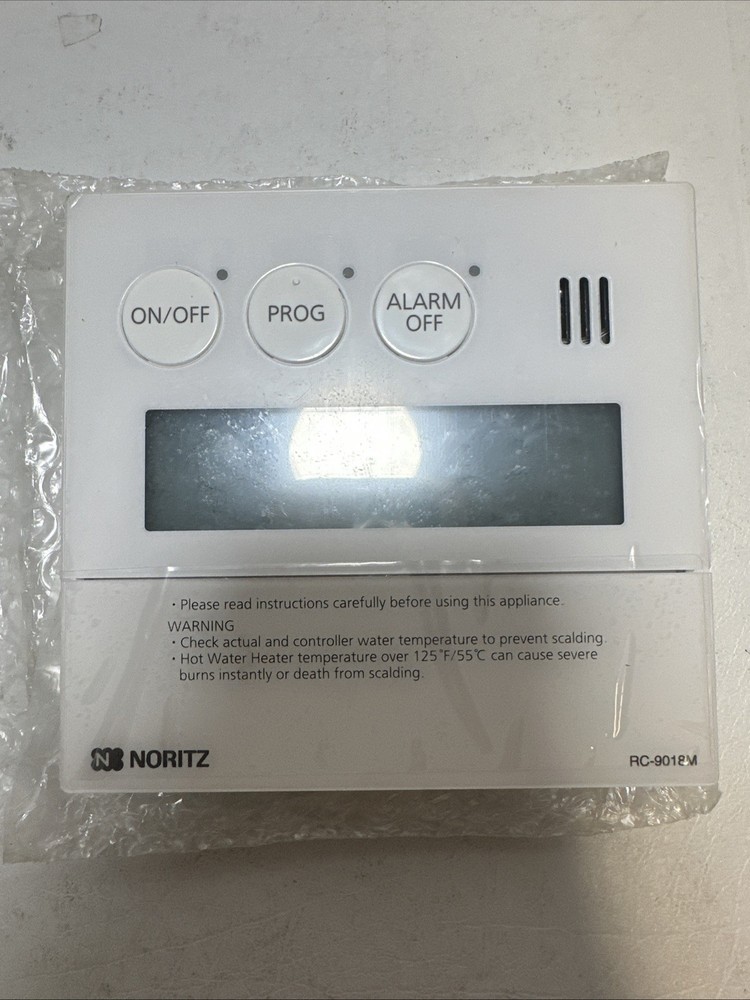 ON/OFF
PROG
ALARM
OFF
• Please read instructions carefully before using this appliance.
WARNING
• Check actual and controller water temperature to prevent scalding.
• Hot Water Heater temperature over 125°F/55℃ can cause severe
burns instantly or death from scalding.
N NORITZ
RC-9018M